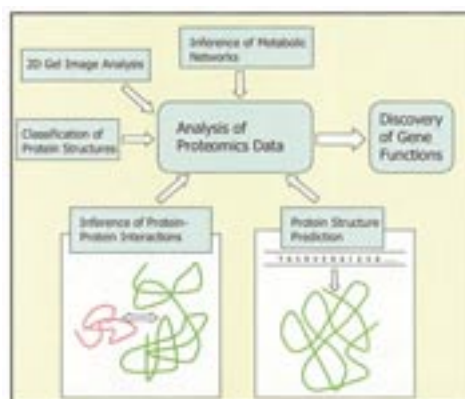 Inference of Metabolic
Networks
2D Gel Image Analysis
Classification of
Protein Structures
Analysis of
Proteomics Data
Discovery
of Gene
Functions
Inference of Protein-
Protein Interactions
Protein Structure
Prediction